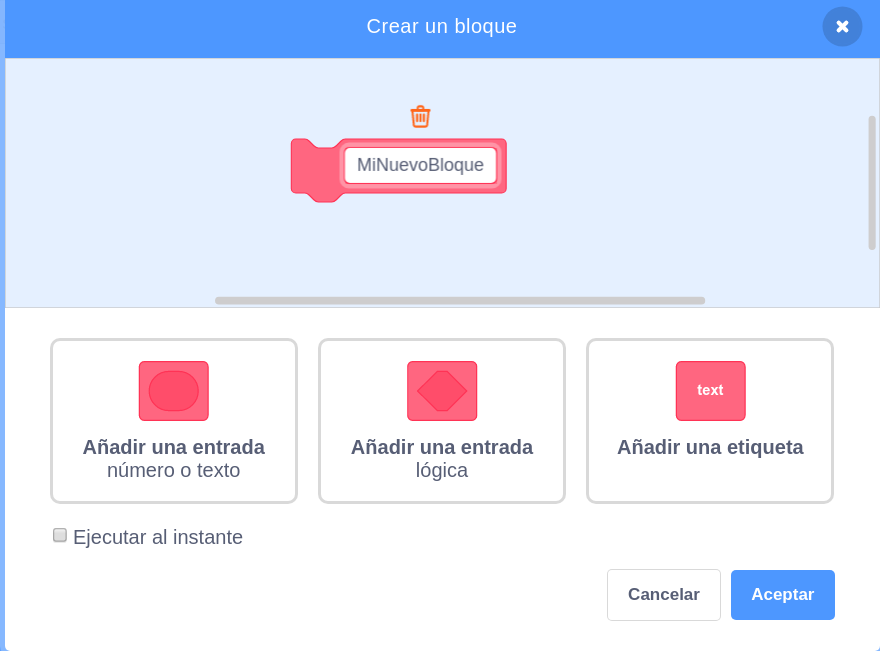 Crear un bloque
MiNuevoBloque
text
Añadir una entrada
número o texto
Añadir una entrada
lógica
Añadir una etiqueta
Ejecutar al instante
Cancelar
Aceptar